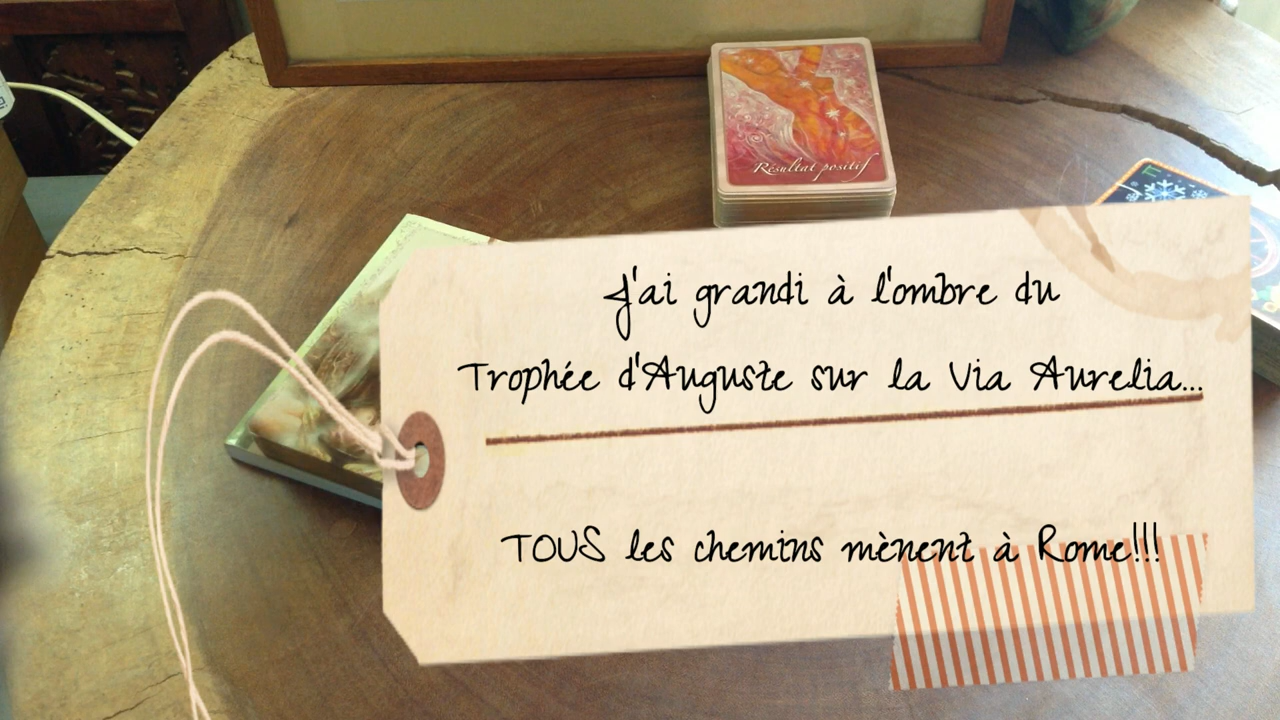 Résultat positif
J'ai grandi à l'ombre du
Trophée d'Auguste sur la Via Aurelia...
TOUS les chemins mènent à Rome!!!